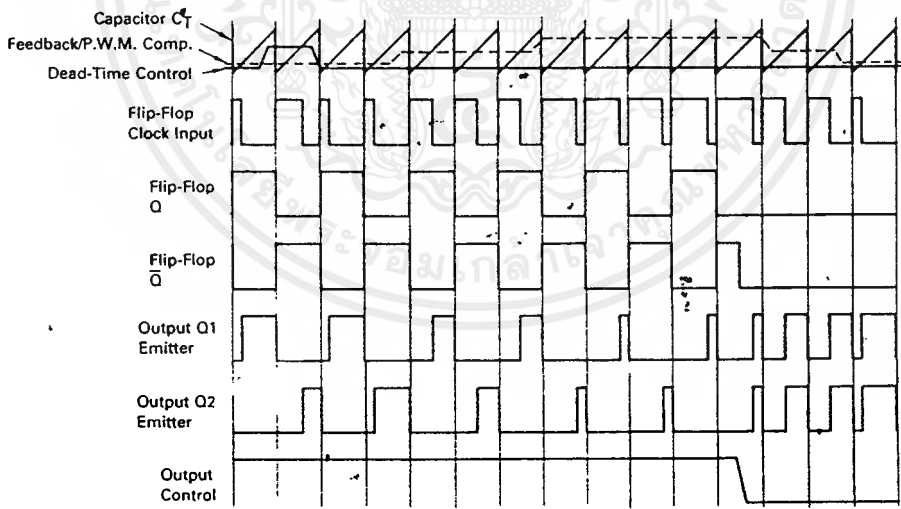 Capacitor CT
Feedback/P.W.M. Comp.
Dead-Time Control
Flip-Flop
Clock Input
Flip-Flop
Q
Flip-Flop
Q̅
Output Q1
Emitter
Output Q2
Emitter
Output
Control